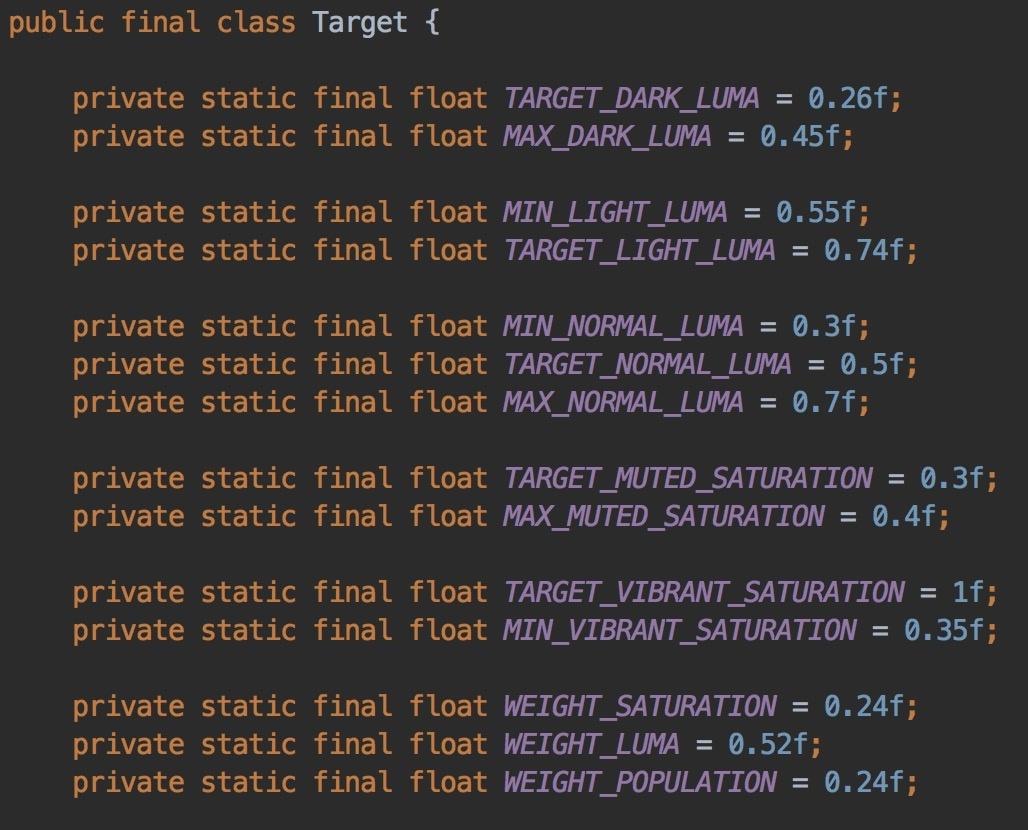 public final class Target {
private static final float TARGET_DARK_LUMA = 0.26f;
private static final float MAX_DARK_LUMA = 0.45f;
private static final float MIN_LIGHT_LUMA = 0.55f;
private static final float TARGET_LIGHT_LUMA = 0.74f;
private static final float MIN_NORMAL_LUMA = 0.3f;
private static final float TARGET_NORMAL_LUMA = 0.5f;
private static final float MAX_NORMAL_LUMA = 0.7f;
private static final float TARGET_MUTED_SATURATION = 0.3f;
private static final float MAX_MUTED_SATURATION = 0.4f;
private static final float TARGET_VIBRANT_SATURATION = 1f;
private static final float MIN_VIBRANT_SATURATION = 0.35f;
private static final float WEIGHT_SATURATION = 0.24f;
private static final float WEIGHT_LUMA = 0.52f;
private static final float WEIGHT_POPULATION = 0.24f;